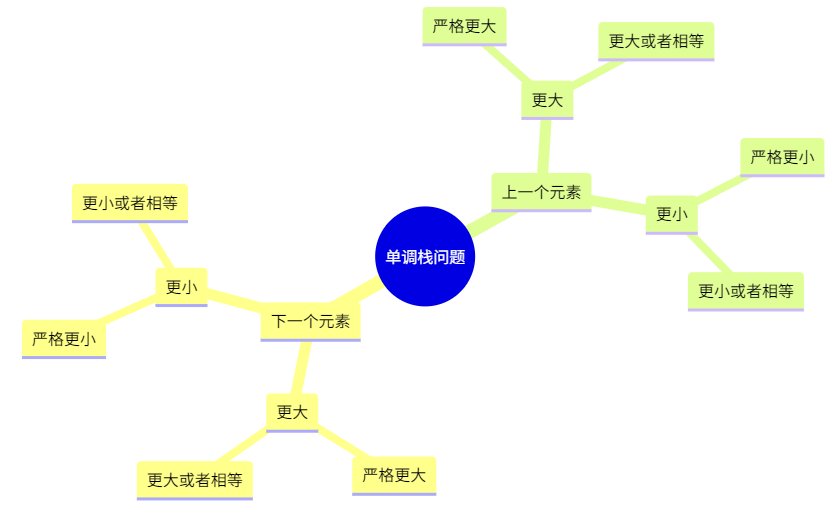 严格更大
更大或者相等
更大
严格更小
上一个元素
更小
更小或者相等
单调栈问题
更小或者相等
更小
下一个元素
严格更小
更大
更大或者相等
严格更大